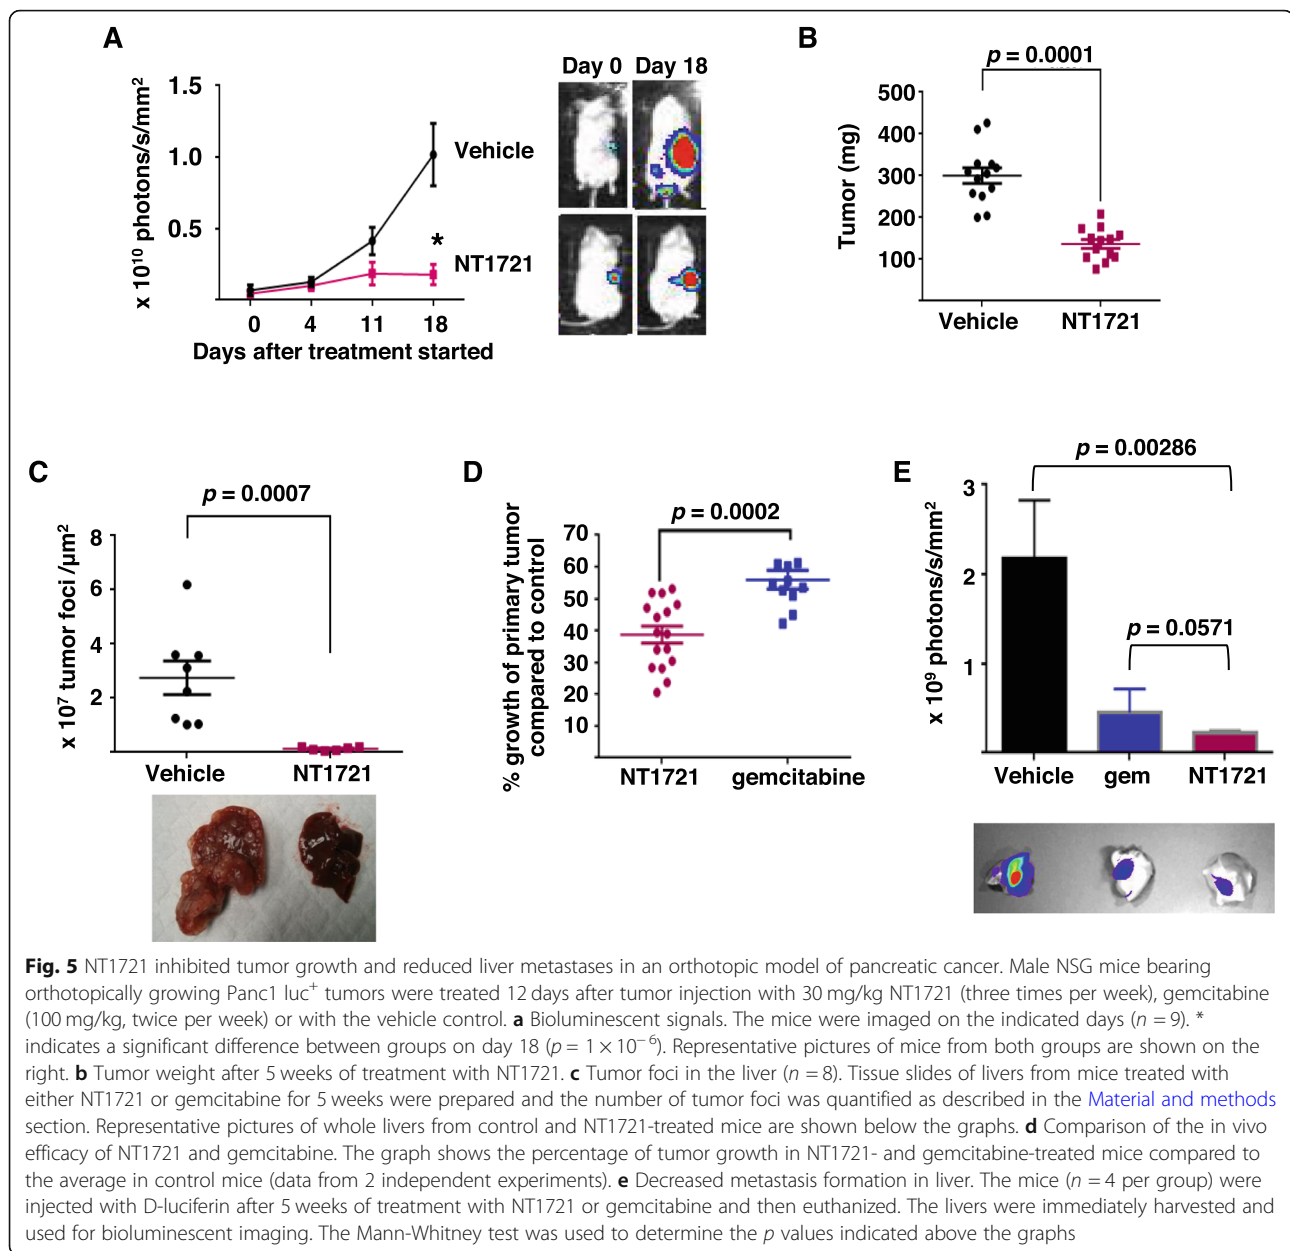 A
x 10¹⁰ photons/s/mm²
1.5
1.0
0.5
0 4 11 18
Days after treatment started
Vehicle
*
NT1721
Day 0 Day 18
B
p = 0.0001
Tumor (mg)
500
400
300
200
100
Vehicle NT1721
C
p = 0.0007
x 10⁷ tumor foci /µm²
8
6
4
2
Vehicle NT1721
D
p = 0.0002
% growth of primary tumor
compared to control
70
60
50
40
30
20
10
NT1721 gemcitabine
E
p = 0.00286
p = 0.0571
x 10⁹ photons/s/mm²
3
2
1
Vehicle gem NT1721
Fig. 5 NT1721 inhibited tumor growth and reduced liver metastases in an orthotopic model of pancreatic cancer. Male NSG mice bearing
orthotopically growing Panc1 luc⁺ tumors were treated 12 days after tumor injection with 30 mg/kg NT1721 (three times per week), gemcitabine
(100 mg/kg, twice per week) or with the vehicle control. a Bioluminescent signals. The mice were imaged on the indicated days (n = 9). *
indicates a significant difference between groups on day 18 (p = 1 × 10⁻⁶). Representative pictures of mice from both groups are shown on the
right. b Tumor weight after 5 weeks of treatment with NT1721. c Tumor foci in the liver (n = 8). Tissue slides of livers from mice treated with
either NT1721 or gemcitabine for 5 weeks were prepared and the number of tumor foci was quantified as described in the Material and methods
section. Representative pictures of whole livers from control and NT1721-treated mice are shown below the graphs. d Comparison of the in vivo
efficacy of NT1721 and gemcitabine. The graph shows the percentage of tumor growth in NT1721- and gemcitabine-treated mice compared to
the average in control mice (data from 2 independent experiments). e Decreased metastasis formation in liver. The mice (n = 4 per group) were
injected with D-luciferin after 5 weeks of treatment with NT1721 or gemcitabine and then euthanized. The livers were immediately harvested and
used for bioluminescent imaging. The Mann-Whitney test was used to determine the p values indicated above the graphs